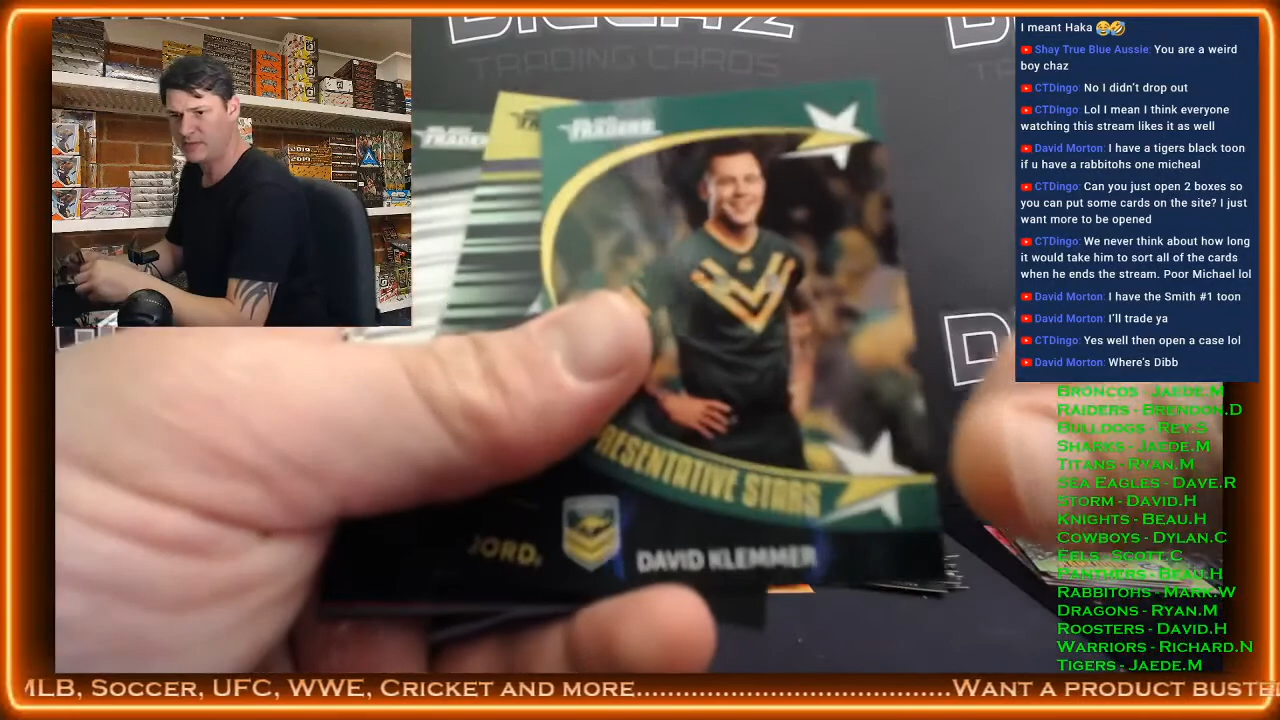 I meant Haka 😂🤣
Shay True Blue Aussie: You are a weird
boy chaz
CTDingo: No I didn't drop out
CTDingo: Lol I mean I think everyone
watching this stream likes it as well
David Morton: I have a tigers black toon
if u have a rabbitohs one micheal
CTDingo: Can you just open 2 boxes so
you can put some cards on the site? I just
want more to be opened
CTDingo: We never think about how long
it would take him to sort all of the cards
when he ends the stream. Poor Michael lol
David Morton: I have the Smith #1 toon
David Morton: I'll trade ya
CTDingo: Yes well then open a case lol
David Morton: Where's Dibb
Broncos - Jaede.M
Raiders - Brendon.D
Bulldogs - Rey.S
Sharks - Jaede.M
Titans - Ryan.M
Sea Eagles - Dave.R
Storm - David.H
Knights - Beau.H
Cowboys - Dylan.C
Eels - Scott.C
Panthers - Beau.H
Rabbitohs - Mark.W
Dragons - Ryan.M
Roosters - David.H
Warriors - Richard.N
Tigers - Jaede.M
TRADING CARDS
TRADERS
TRADERS
RESENTATIVE STARS
JORD
DAVID KLEMMER
2019
2019
MLB, Soccer, UFC, WWE, Cricket and more..........................................Want a product buste